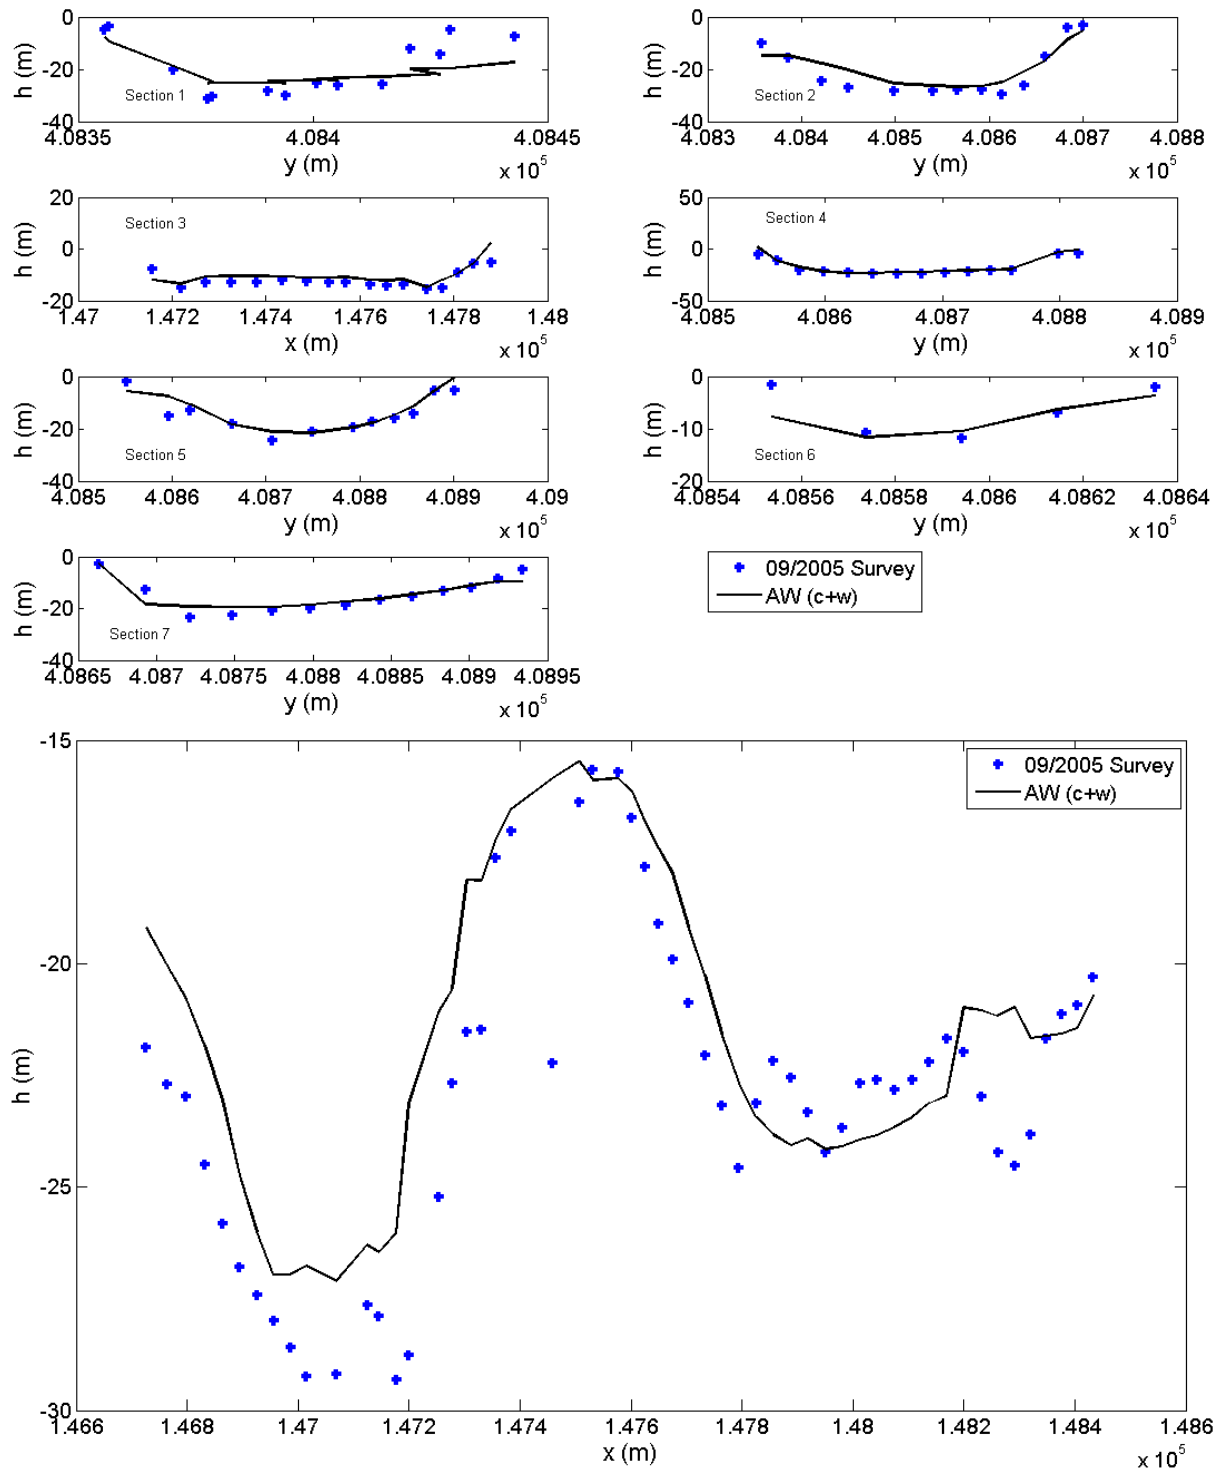 0
-20
-40
h (m)
Section 1
4.0835 4.084 4.0845
y (m)
x 10^5
0
-20
-40
h (m)
Section 2
4.083 4.084 4.085 4.086 4.087 4.088
y (m)
x 10^5
20
0
-20
h (m)
Section 3
1.47 1.472 1.474 1.476 1.478 1.48
x (m)
x 10^5
50
0
-50
h (m)
Section 4
4.085 4.086 4.087 4.088 4.089
y (m)
x 10^5
0
-20
-40
h (m)
Section 5
4.085 4.086 4.087 4.088 4.089 4.09
y (m)
x 10^5
0
-10
-20
h (m)
Section 6
4.0854 4.0856 4.0858 4.086 4.0862 4.0864
y (m)
x 10^5
0
-20
-40
h (m)
Section 7
4.0865 4.087 4.0875 4.088 4.0885 4.089 4.0895
y (m)
x 10^5
09/2005 Survey
AW (c+w)
-15
-20
-25
-30
h (m)
09/2005 Survey
AW (c+w)
1.466 1.468 1.47 1.472 1.474 1.476 1.478 1.48 1.482 1.484 1.486
x (m)
x 10^5